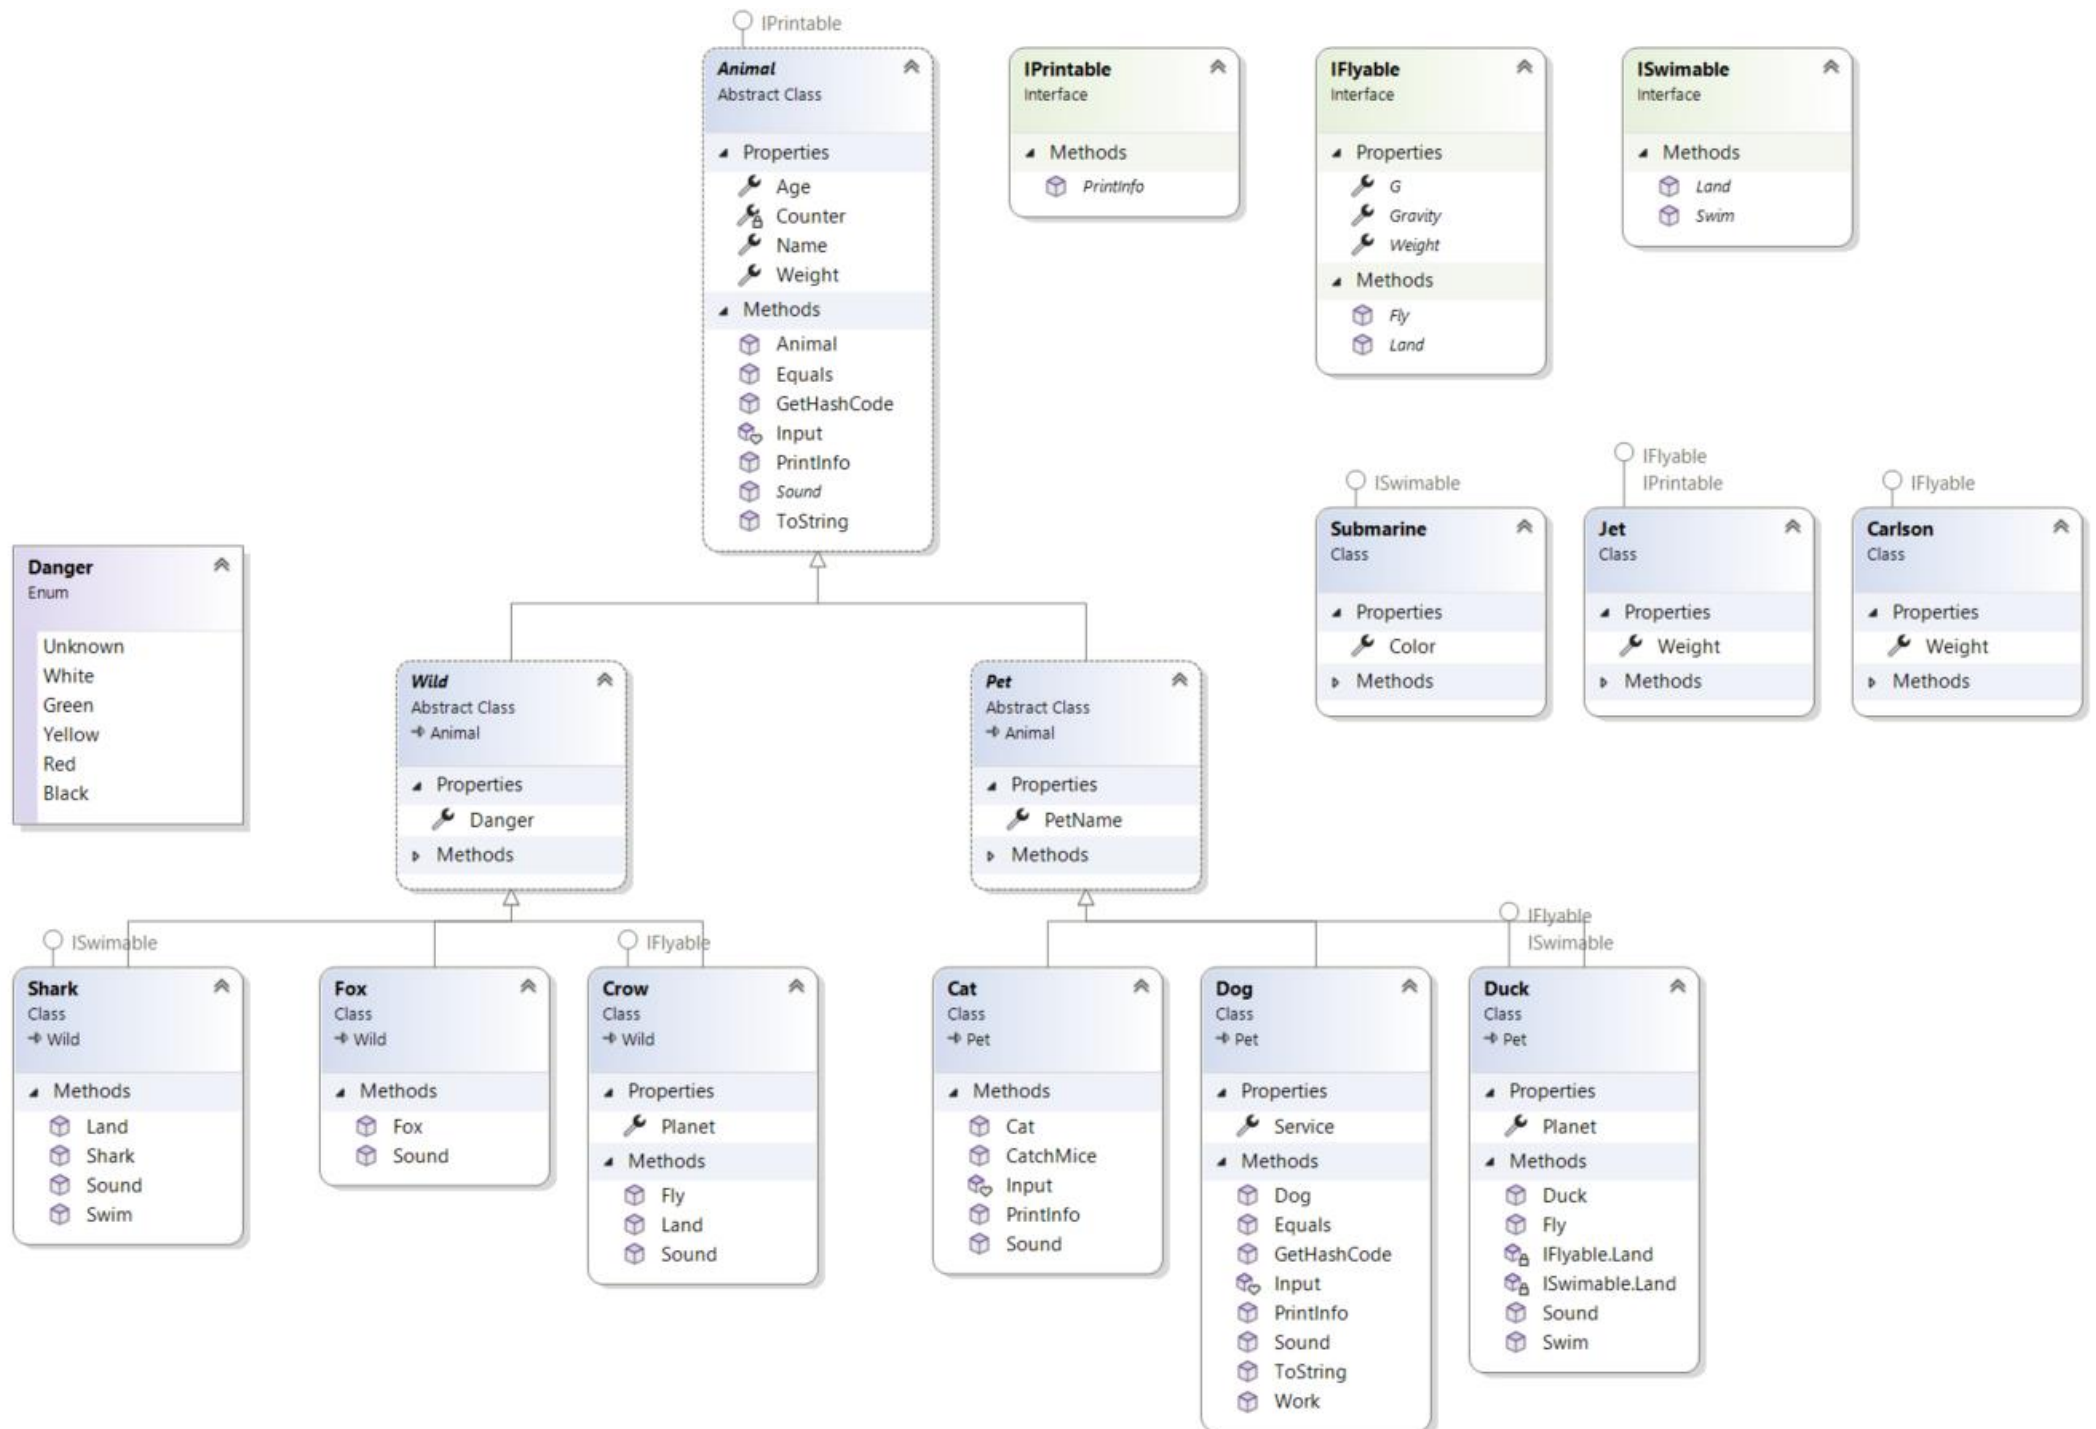 IPrintable
Animal
Abstract Class
Properties
Age
Counter
Name
Weight
Methods
Animal
Equals
GetHashCode
Input
PrintInfo
Sound
ToString
IPrintable
Interface
Methods
PrintInfo
IFlyable
Interface
Properties
G
Gravity
Weight
Methods
Fly
Land
ISwimable
Interface
Methods
Land
Swim
ISwimable
Submarine
Class
Properties
Color
Methods
IFlyable
IPrintable
Jet
Class
Properties
Weight
Methods
IFlyable
Carlson
Class
Properties
Weight
Methods
Danger
Enum
Unknown
White
Green
Yellow
Red
Black
Wild
Abstract Class
Animal
Properties
Danger
Methods
Pet
Abstract Class
Animal
Properties
PetName
Methods
ISwimable
Shark
Class
Wild
Methods
Land
Shark
Sound
Swim
Fox
Class
Wild
Methods
Fox
Sound
IFlyable
Crow
Class
Wild
Properties
Planet
Methods
Fly
Land
Sound
Cat
Class
Pet
Methods
Cat
CatchMice
Input
PrintInfo
Sound
Dog
Class
Pet
Properties
Service
Methods
Dog
Equals
GetHashCode
Input
PrintInfo
Sound
ToString
Work
IFlyable
ISwimable
Duck
Class
Pet
Properties
Planet
Methods
Duck
Fly
IFlyable.Land
ISwimable.Land
Sound
Swim